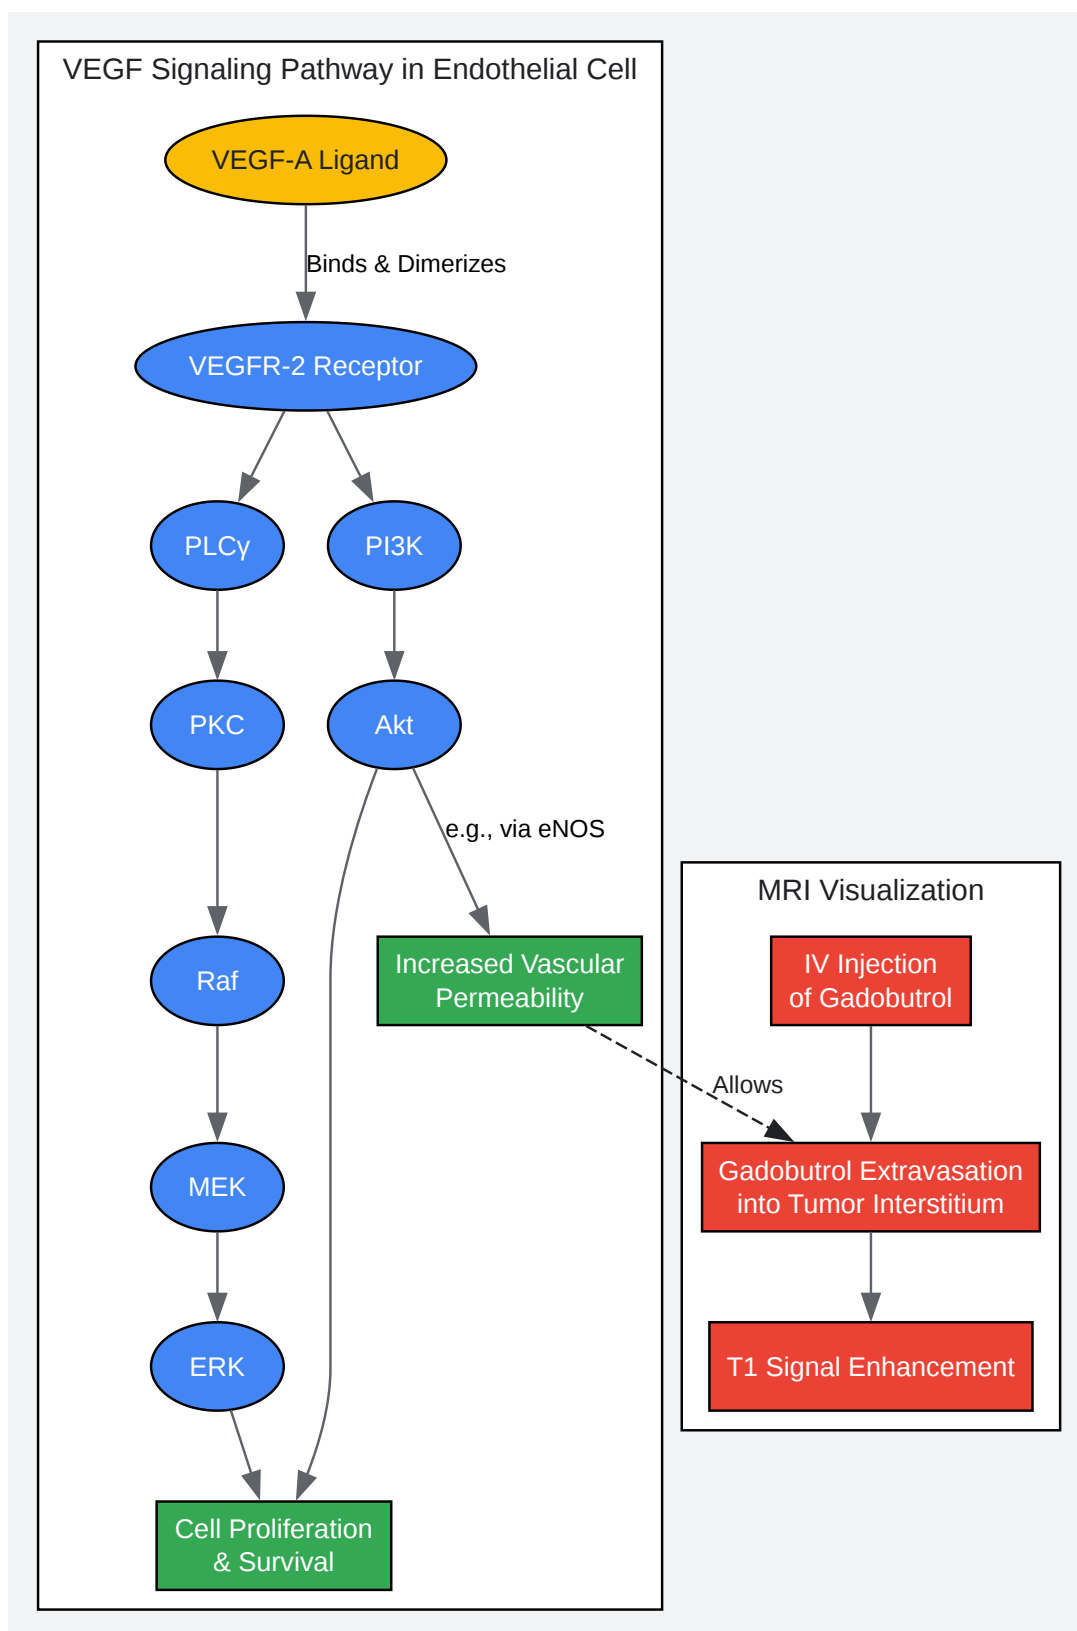 VEGF Signaling Pathway in Endothelial Cell
VEGF-A Ligand
Binds & Dimerizes
VEGFR-2 Receptor
PLCγ
PI3K
PKC
Akt
e.g., via eNOS
MRI Visualization
Raf
Increased Vascular
Permeability
IV Injection
of Gadobutrol
Allows
MEK
Gadobutrol Extravasation
into Tumor Interstitium
ERK
T1 Signal Enhancement
Cell Proliferation
& Survival